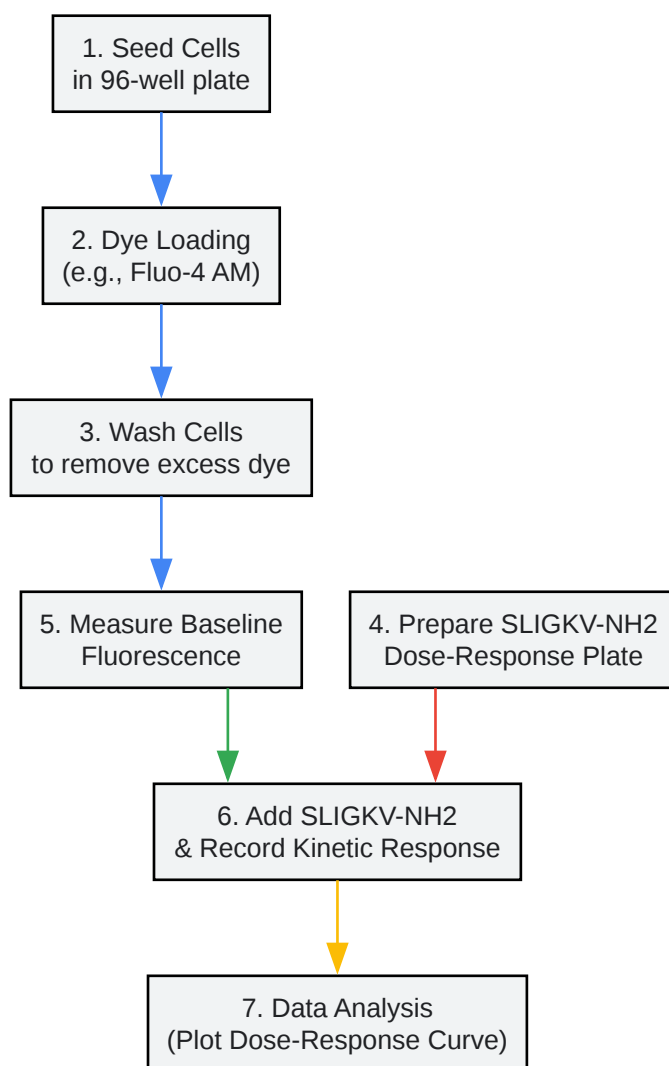 1. Seed Cells
in 96-well plate
2. Dye Loading
(e.g., Fluo-4 AM)
3. Wash Cells
to remove excess dye
5. Measure Baseline
Fluorescence
4. Prepare SLIGKV-NH2
Dose-Response Plate
6. Add SLIGKV-NH2
& Record Kinetic Response
7. Data Analysis
(Plot Dose-Response Curve)